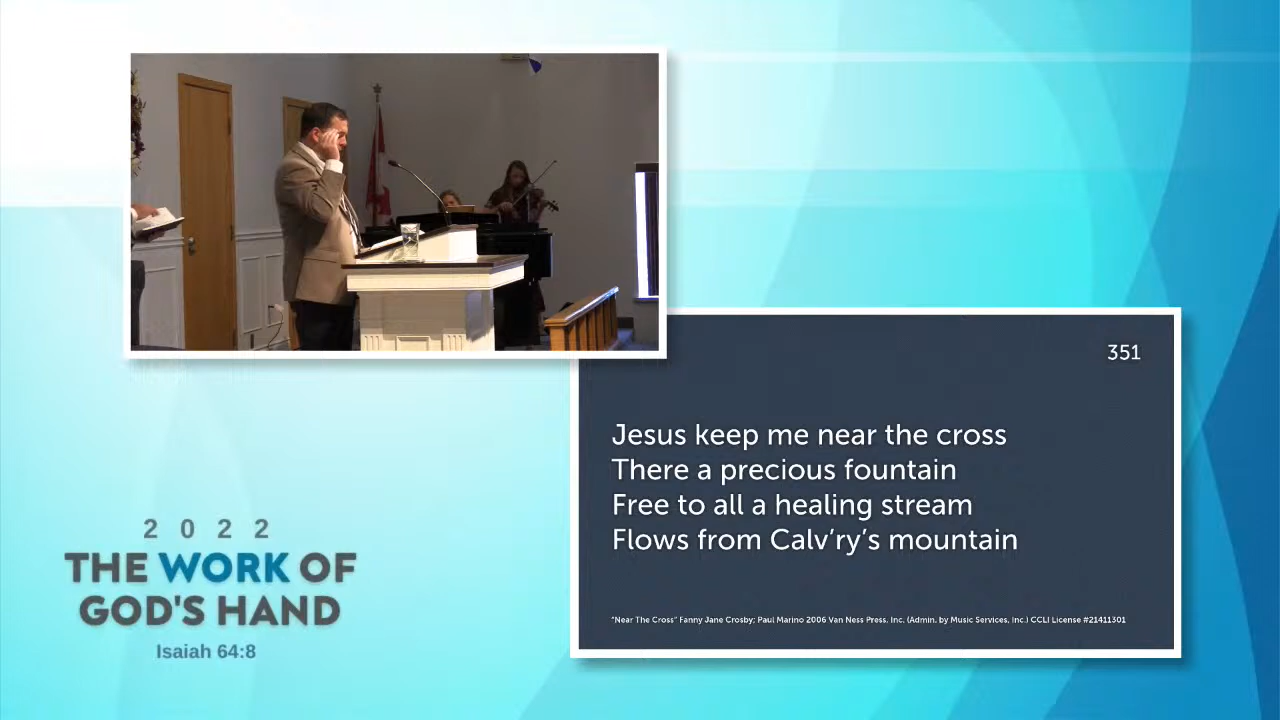 351
Jesus keep me near the cross
There a precious fountain
Free to all a healing stream
Flows from Calv'ry's mountain
"Near The Cross" Fanny Jane Crosby; Paul Marino 2006 Van Ness Press, Inc. (Admin. by Music Services, Inc.) CCLI License #21411301
2022
THE WORK OF
GOD'S HAND
Isaiah 64:8